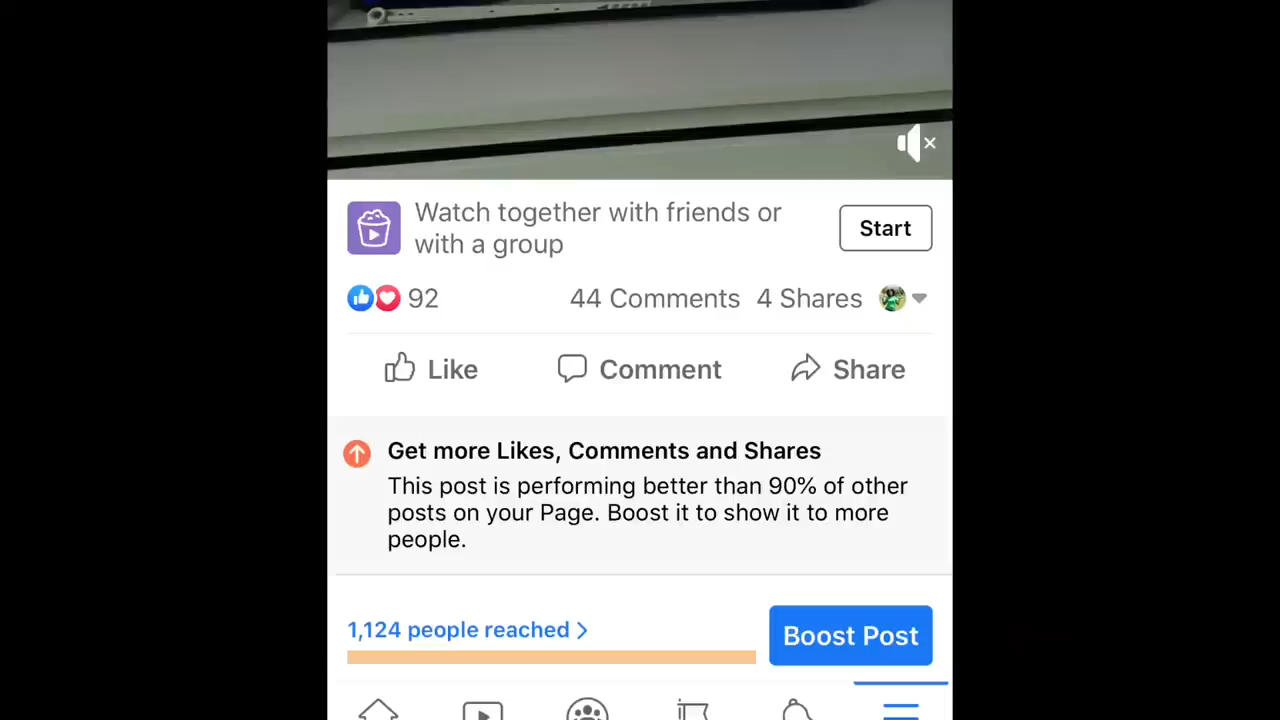 Watch together with friends or
with a group
Start
92
44 Comments
4 Shares
Like
Comment
Share
Get more Likes, Comments and Shares
This post is performing better than 90% of other
posts on your Page. Boost it to show it to more
people.
1,124 people reached
Boost Post